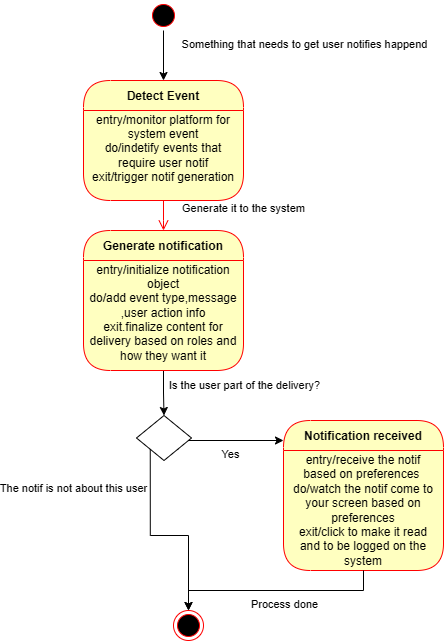 Something that needs to get user notifies happend
Detect Event
entry/monitor platform for
system event
do/indetify events that
require user notif
exit/trigger notif generation
Generate it to the system
Generate notification
entry/initialize notification
object
do/add event type,message
,user action info
exit.finalize content for
delivery based on roles and
how they want it
Is the user part of the delivery?
Yes
Notification received
entry/receive the notif
based on preferences
do/watch the notif come to
your screen based on
preferences
exit/click to make it read
and to be logged on the
system
The notif is not about this user
Process done